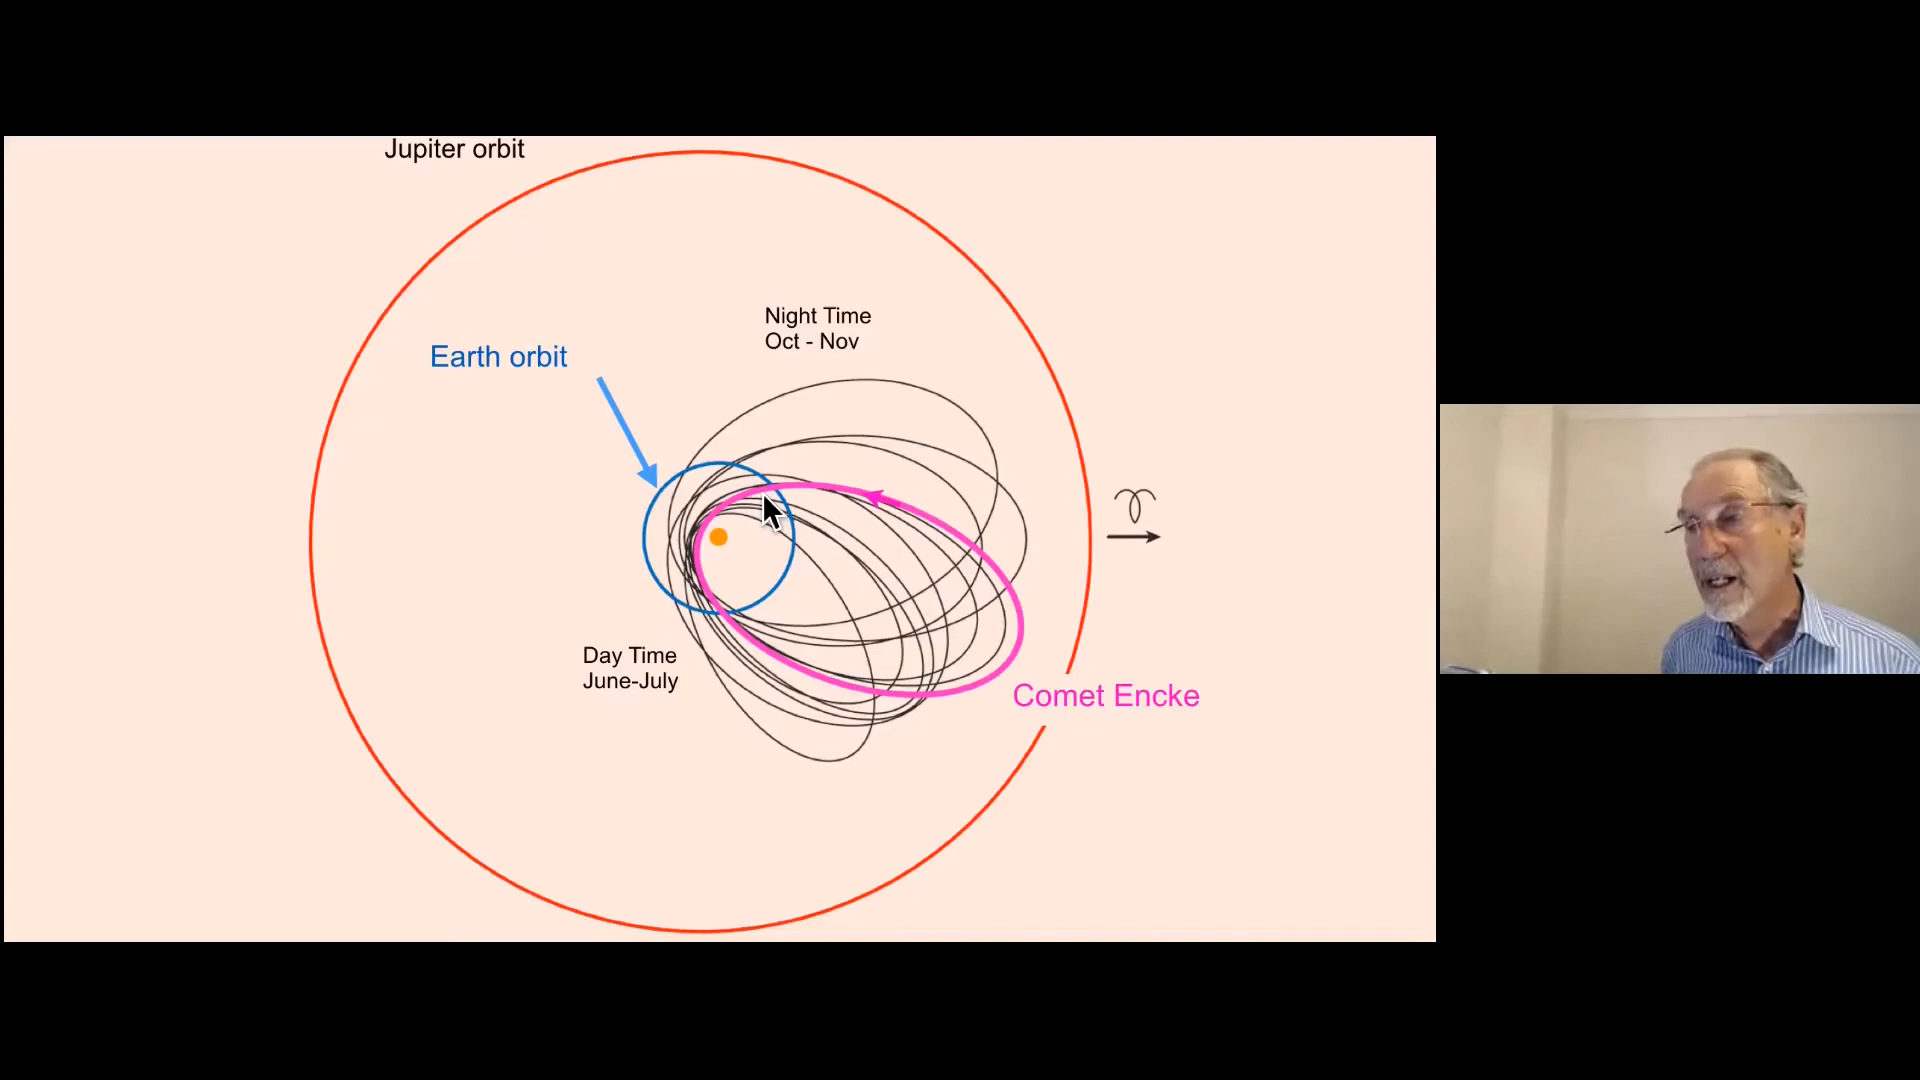 Jupiter orbit
Night Time
Oct - Nov
Earth orbit
♈
Day Time
June-July
Comet Encke